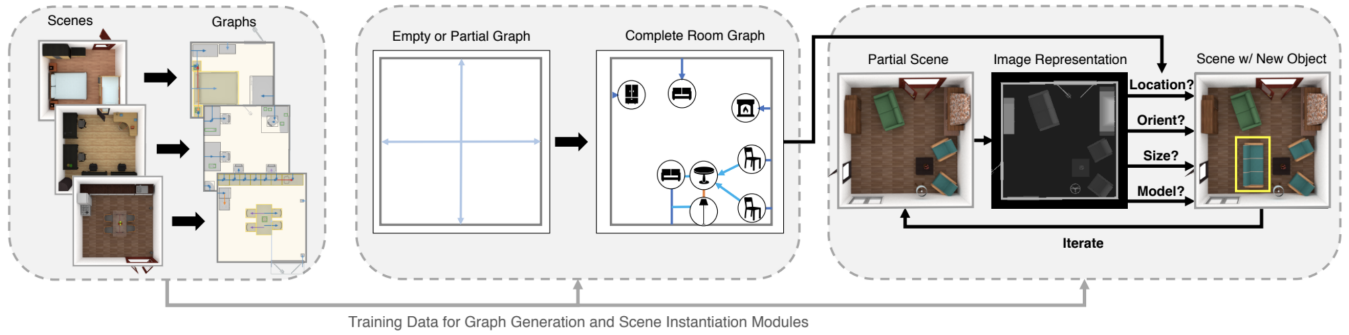 Scenes
Graphs
Empty or Partial Graph
Complete Room Graph
Partial Scene
Image Representation
Scene w/ New Object
Location?
Orient?
Size?
Model?
Iterate
Training Data for Graph Generation and Scene Instantiation Modules